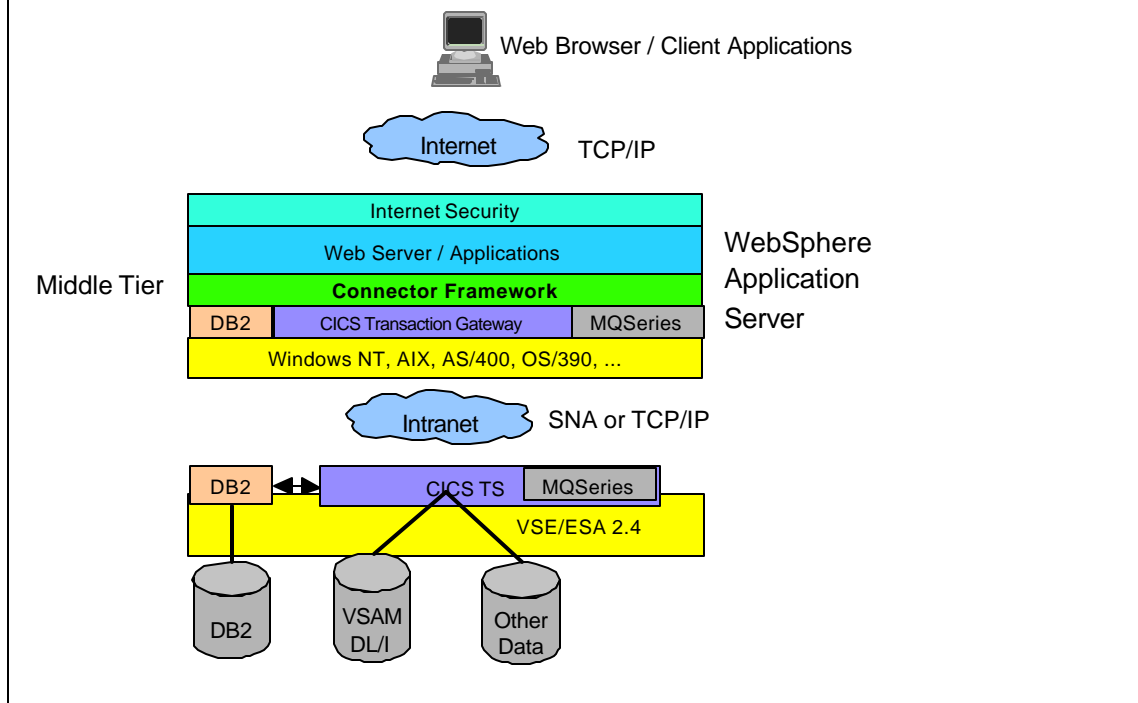 Web Browser / Client Applications
Internet
TCP/IP
Internet Security
Web Server / Applications
Connector Framework
DB2
CICS Transaction Gateway
MQSeries
Windows NT, AIX, AS/400, OS/390, ...
Middle Tier
WebSphere
Application
Server
Intranet
SNA or TCP/IP
DB2
CICS TS
MQSeries
VSE/ESA 2.4
DB2
VSAM
DL/I
Other
Data